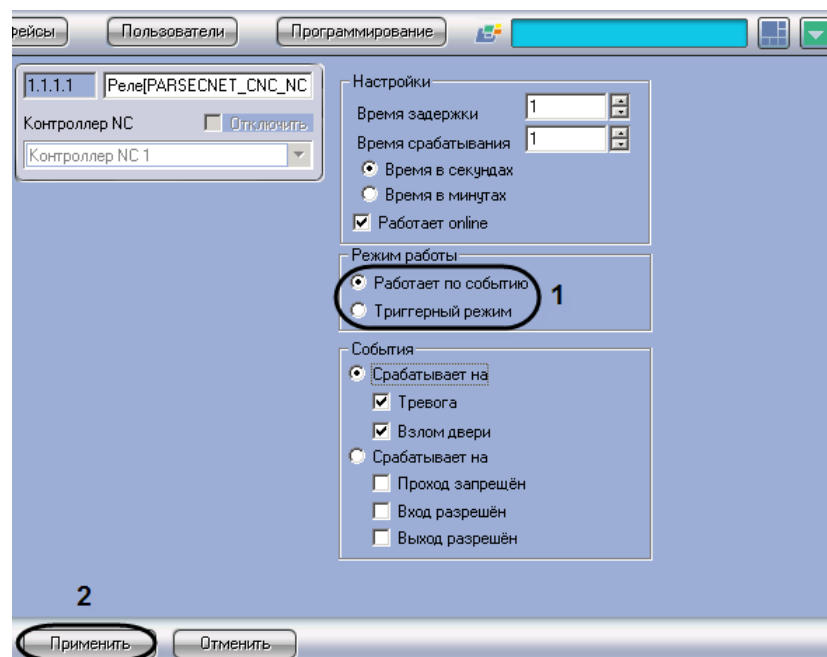 рейсы Пользователи Программирование
1.1.1.1 Реле[PARSECNET_CNC_NC
Контроллер NC Отключить
Контроллер NC 1
Настройки
Время задержки 1
Время срабатывания 1
Время в секундах
Время в минутах
Работает online
Режим работы
Работает по событию
Триггерный режим
1
События
Срабатывает на
Тревога
Взлом двери
Срабатывает на
Проход запрещён
Вход разрешён
Выход разрешён
2
Применить Отменить